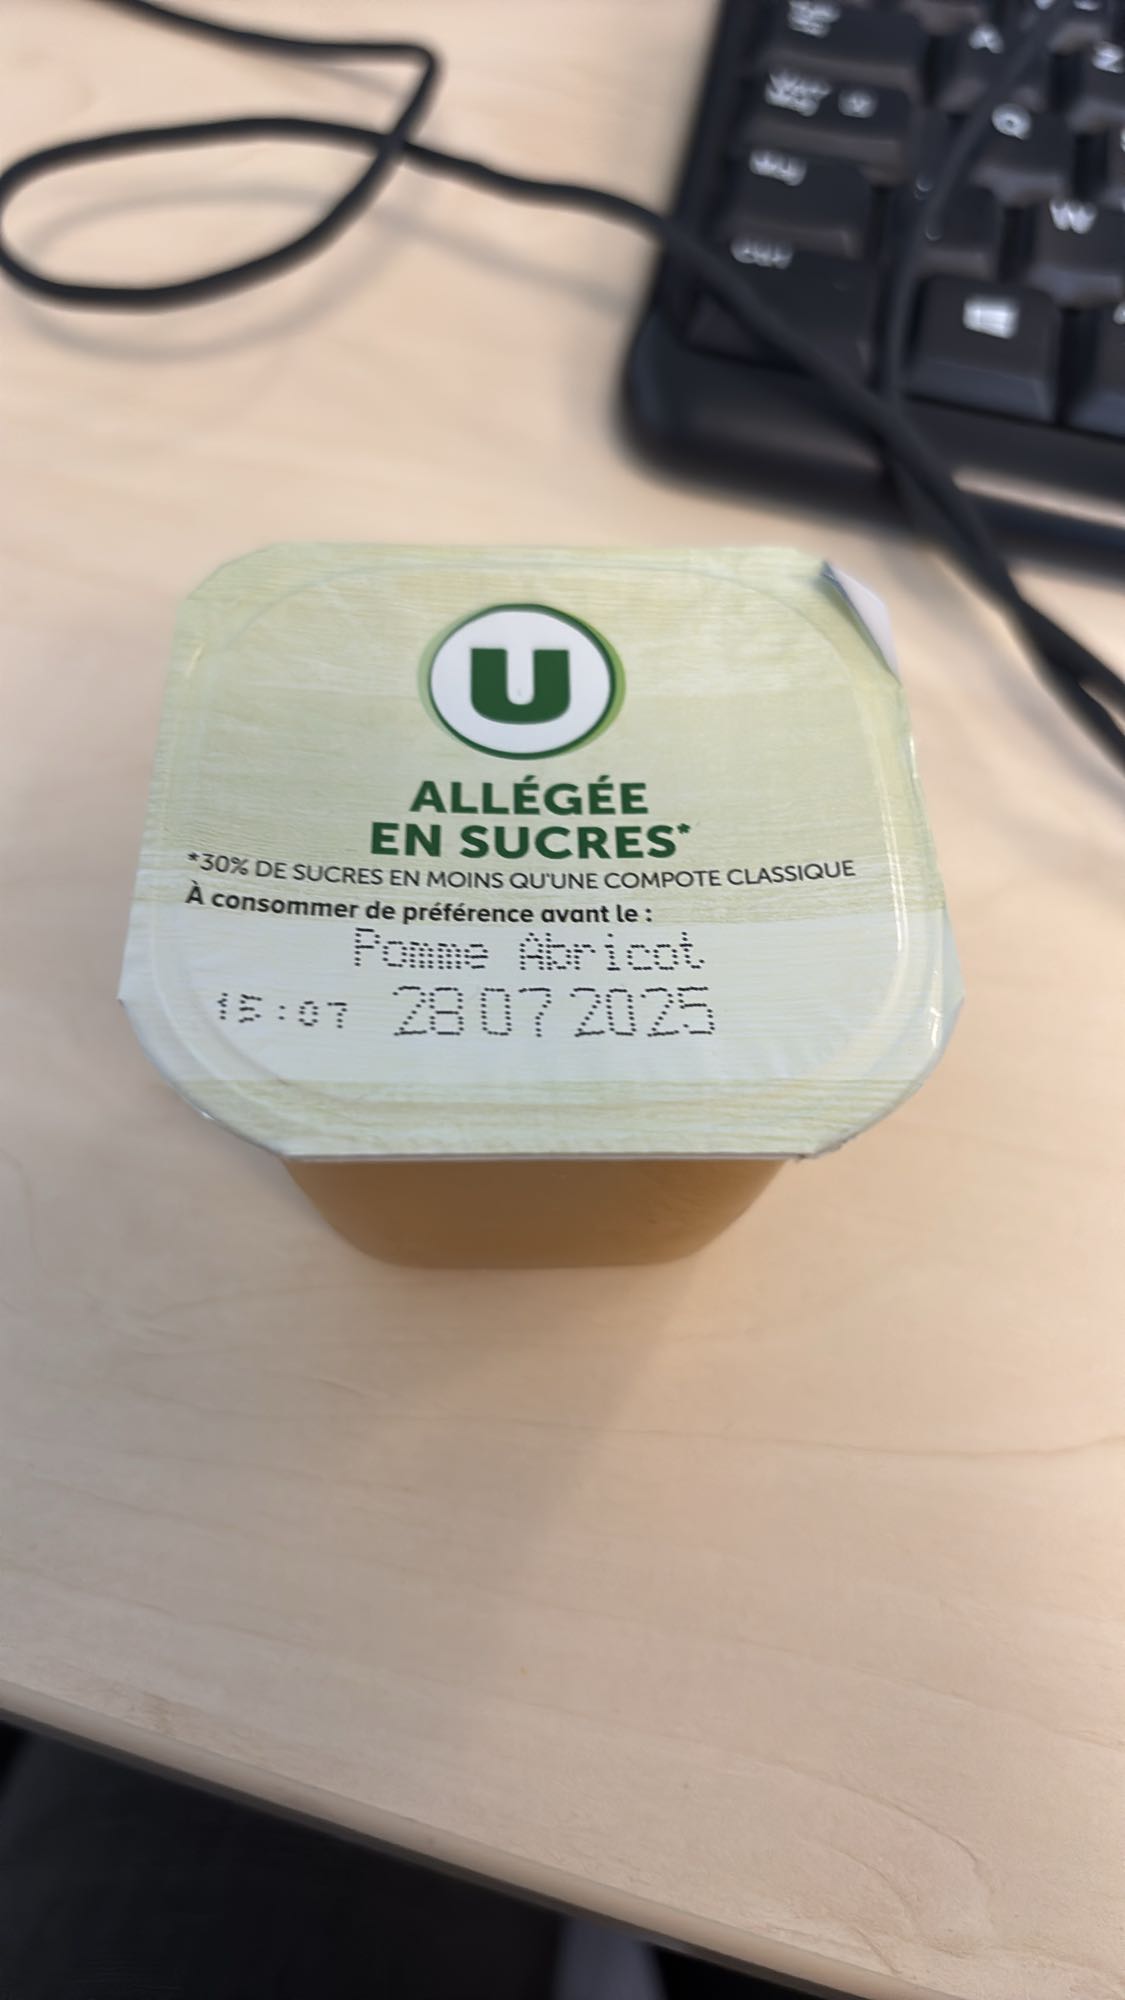 A
Z
Q
W
U
ALLÉGÉE
EN SUCRES*
*30% DE SUCRES EN MOINS QU'UNE COMPOTE CLASSIQUE
À consommer de préférence avant le :
Pomme Abricot
15:07 28 07 2025